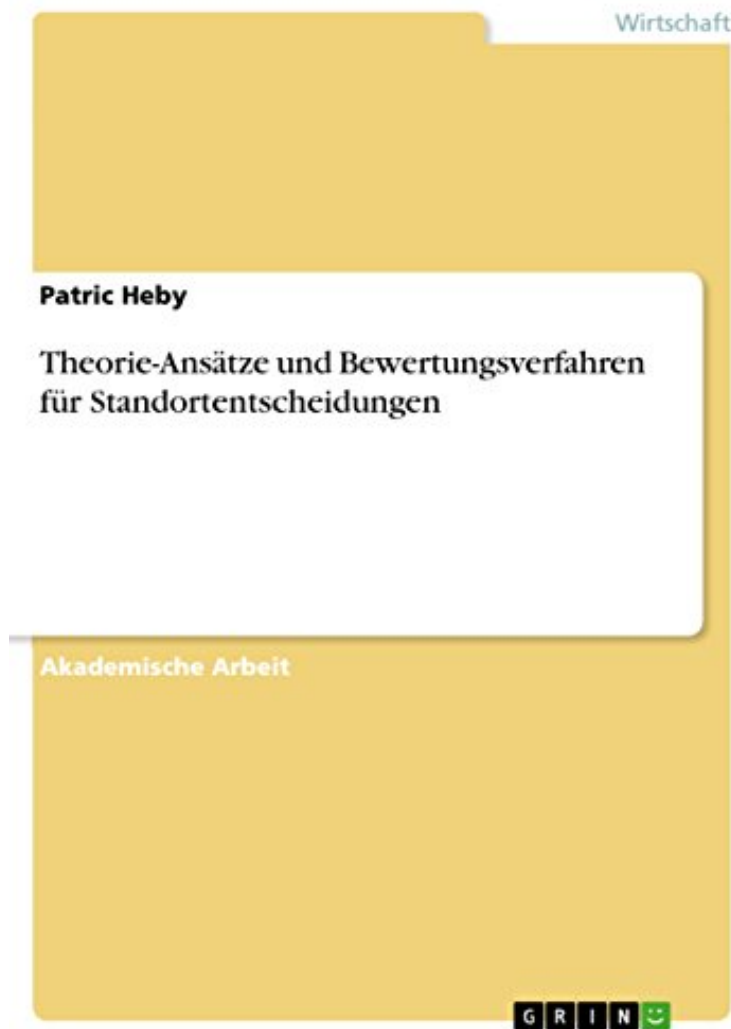 Wirtschaft
Patric Heby
Theorie-Ansätze und Bewertungsverfahren
für Standortentscheidungen
Akademische Arbeit
GRIN